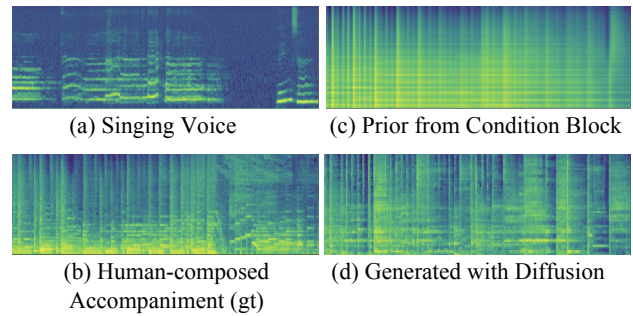 (a) Singing Voice
(c) Prior from Condition Block
(b) Human-composed
Accompaniment (gt)
(d) Generated with Diffusion